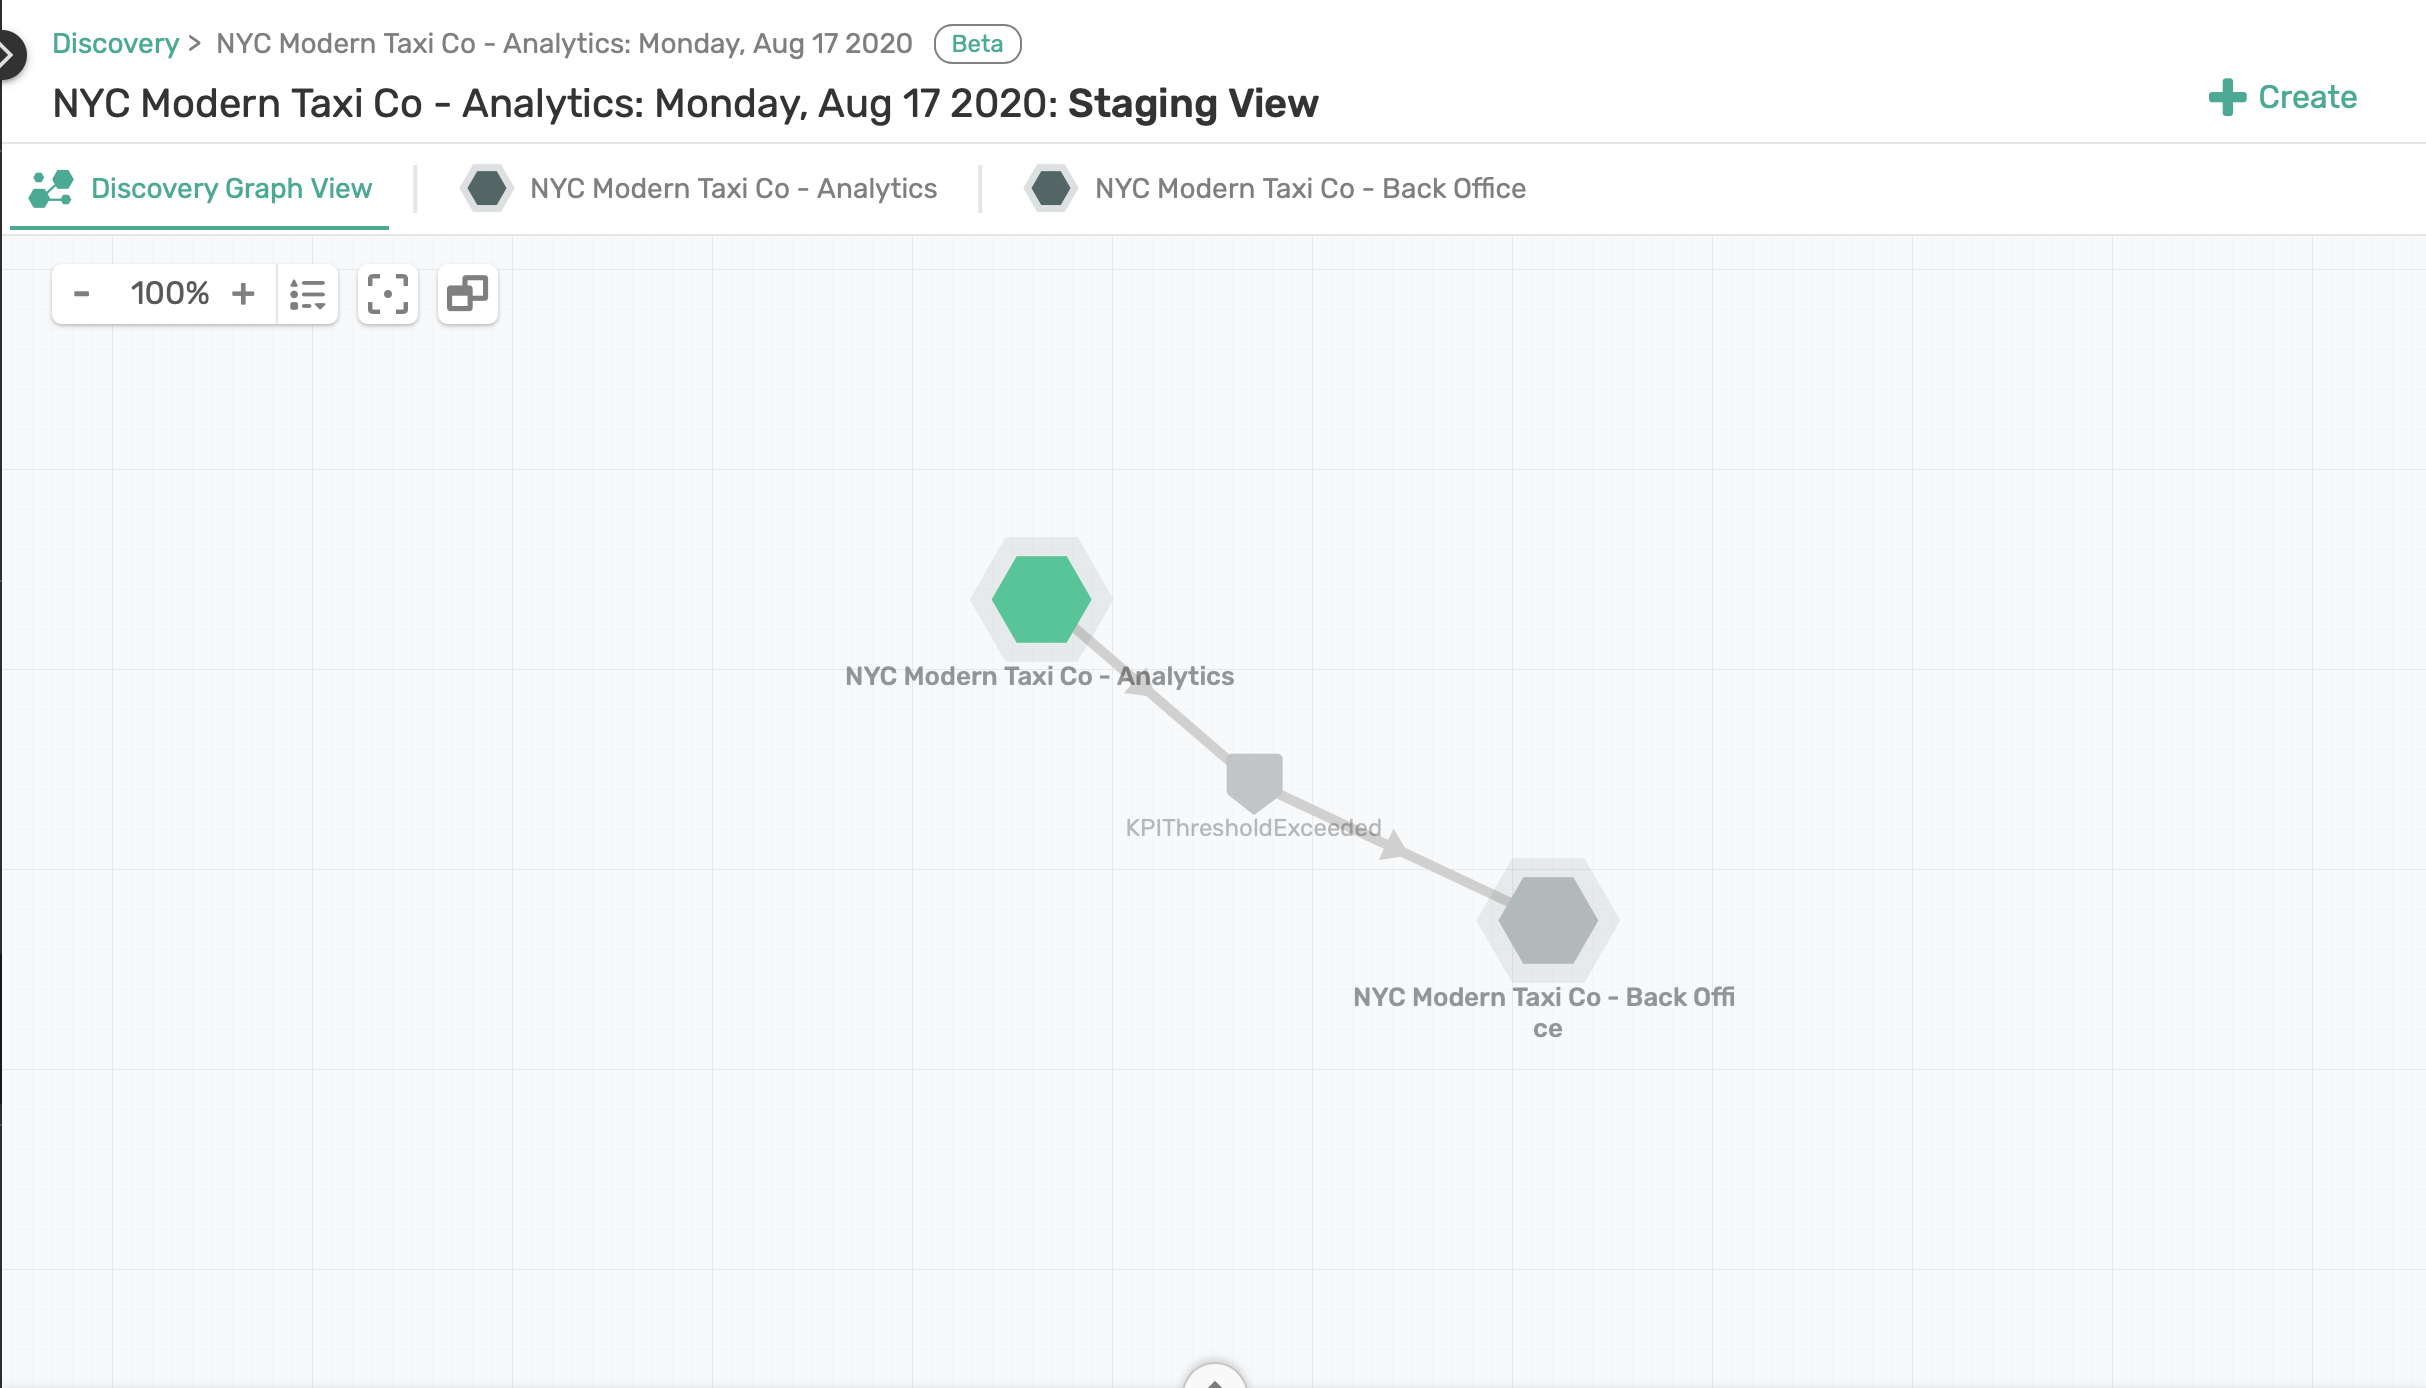 Discovery > NYC Modern Taxi Co - Analytics: Monday, Aug 17 2020 Beta
NYC Modern Taxi Co - Analytics: Monday, Aug 17 2020: Staging View
Create
Discovery Graph View
NYC Modern Taxi Co - Analytics
NYC Modern Taxi Co - Back Office
- 100% +
NYC Modern Taxi Co - Analytics
KPIThresholdExceeded
NYC Modern Taxi Co - Back Offi
ce